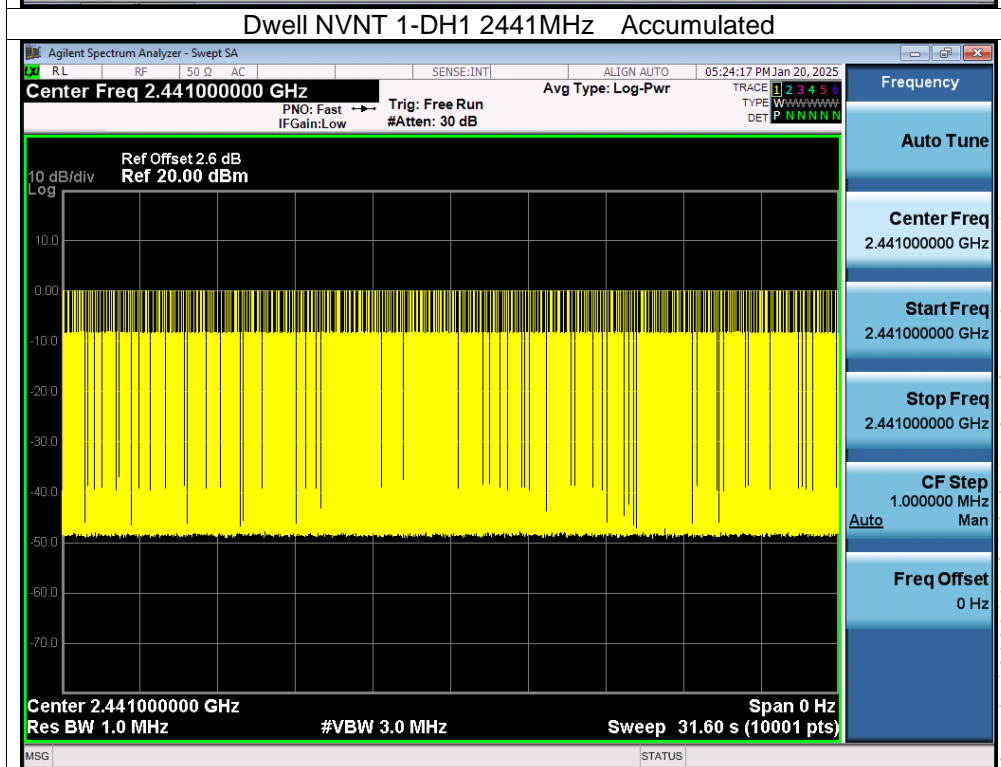 Dwell NVNT 1-DH1 2441MHz Accumulated
Agilent Spectrum Analyzer - Swept SA
LXI RL RF 50 Ω AC SENSE:INT ALIGN AUTO 05:24:17 PM Jan 20, 2025
Center Freq 2.441000000 GHz
PNO: Fast
IFGain:Low
Trig: Free Run
#Atten: 30 dB
Avg Type: Log-Pwr
TRACE 1 2 3 4 5 6
TYPE WWWWWWW
DET P N N N N N
Ref Offset 2.6 dB
10 dB/div Ref 20.00 dBm
Log
10.0
0.00
-10.0
-20.0
-30.0
-40.0
-50.0
-60.0
-70.0
Center 2.441000000 GHz Span 0 Hz
Res BW 1.0 MHz #VBW 3.0 MHz Sweep 31.60 s (10001 pts)
MSG STATUS
Frequency
Auto Tune
Center Freq
2.441000000 GHz
Start Freq
2.441000000 GHz
Stop Freq
2.441000000 GHz
CF Step
1.000000 MHz
Auto Man
Freq Offset
0 Hz